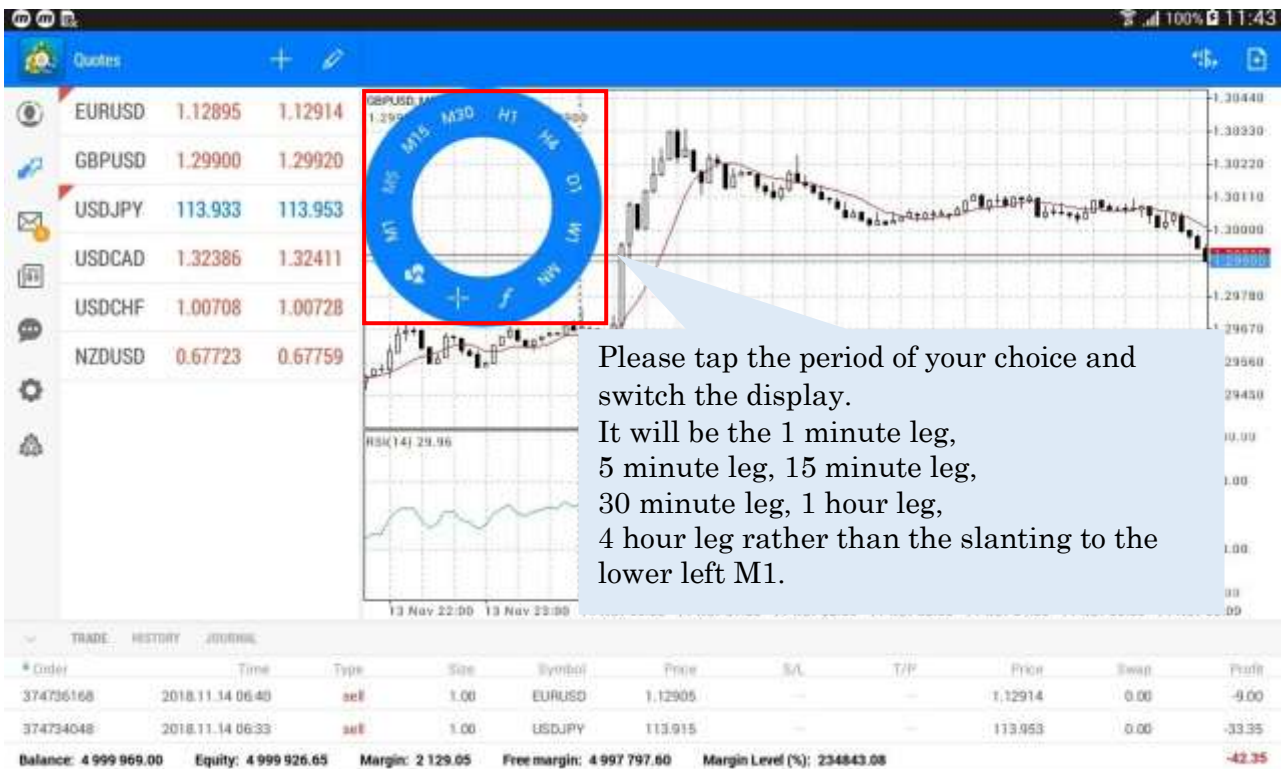 100% 11:43
Quotes
EURUSD 1.12895 1.12914
GBPUSD 1.29900 1.29920
USDJPY 113.933 113.953
USDCAD 1.32386 1.32411
USDCHF 1.00708 1.00728
NZDUSD 0.67723 0.67759
M1 M5 M15 M30 H1 H4 D1 W1 MN
1.30440
1.30330
1.30220
1.30110
1.30000
1.29780
1.29670
Please tap the period of your choice and
switch the display.
It will be the 1 minute leg,
5 minute leg, 15 minute leg,
30 minute leg, 1 hour leg,
4 hour leg rather than the slanting to the
lower left M1.
RSI(14) 29.96
13 Nov 22:00 13 Nov 23:00
TRADE HISTORY JOURNAL
Order Time Type Size Symbol Price S/L T/P Price Swap Profit
374736168 2018.11.14 06:40 sell 1.00 EURUSD 1.12905 1.12914 0.00 -9.00
374734048 2018.11.14 06:33 sell 1.00 USDJPY 113.915 113.953 0.00 -33.35
Balance: 4 999 969.00 Equity: 4 999 926.65 Margin: 2 129.05 Free margin: 4 997 797.60 Margin Level (%): 234843.08 -42.35